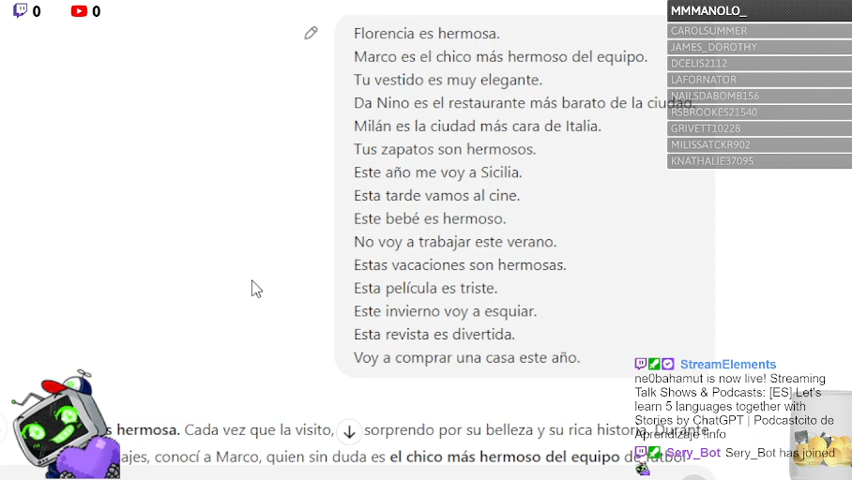 0 0
MMMANOLO_
CAROLSUMMER
JAMES_DOROTHY
DCELIS2112
LAFORNATOR
NAILSDABOMB156
RSBROOKES21540
GRIVETT10228
MILISSATCKR902
KNATHALIE37095
Florencia es hermosa.
Marco es el chico más hermoso del equipo.
Tu vestido es muy elegante.
Da Nino es el restaurante más barato de la ciudad.
Milán es la ciudad más cara de Italia.
Tus zapatos son hermosos.
Este año me voy a Sicilia.
Esta tarde vamos al cine.
Este bebé es hermoso.
No voy a trabajar este verano.
Estas vacaciones son hermosas.
Esta película es triste.
Este invierno voy a esquiar.
Esta revista es divertida.
Voy a comprar una casa este año.
s hermosa. Cada vez que la visito, sorprendo por su belleza y su rica historia. Durante
ajes, conocí a Marco, quien sin duda es el chico más hermoso del equipo de fútbol
StreamElements
ne0bahamut is now live! Streaming
Talk Shows & Podcasts: [ES] Let's
learn 5 languages together with
Stories by ChatGPT | Podcastcito de
Aprendizaje !info
Sery_Bot Sery_Bot has joined